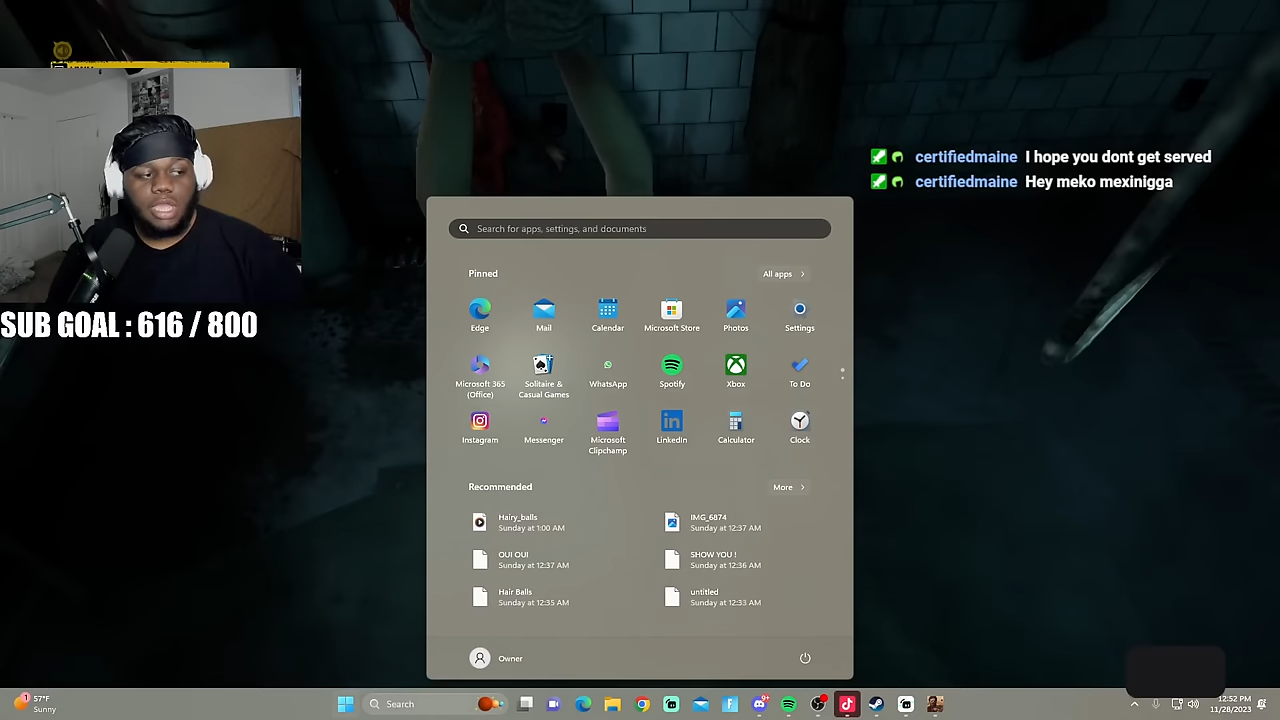 certifiedmaine I hope you dont get served
certifiedmaine Hey meko mexinigga
SUB GOAL : 616 / 800
Search for apps, settings, and documents
Pinned
All apps >
Edge
Mail
Calendar
Microsoft Store
Photos
Settings
Microsoft 365
(Office)
Solitaire &
Casual Games
WhatsApp
Spotify
Xbox
To Do
Instagram
Messenger
Microsoft
Clipchamp
LinkedIn
Calculator
Clock
Recommended
More >
Hairy_balls
Sunday at 1:00 AM
IMG_6874
Sunday at 12:37 AM
OUI OUI
Sunday at 12:37 AM
SHOW YOU !
Sunday at 12:36 AM
Hair Balls
Sunday at 12:35 AM
untitled
Sunday at 12:33 AM
Owner
57°F
Sunny
Search
12:52 PM
11/28/2023